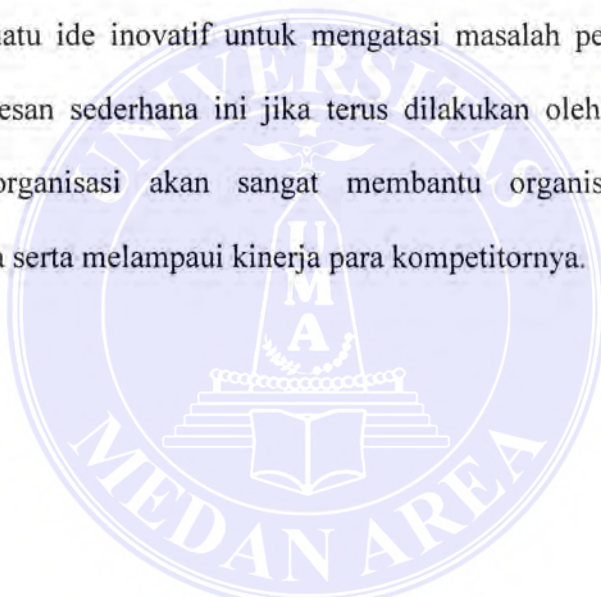 atu ide inovatif untuk mengatasi masalah pe
esan sederhana ini jika terus dilakukan oleh
organisasi akan sangat membantu organis
a serta melampaui kinerja para kompetitornya.
UNIVERSITAS
U
M
A
MEDAN AREA